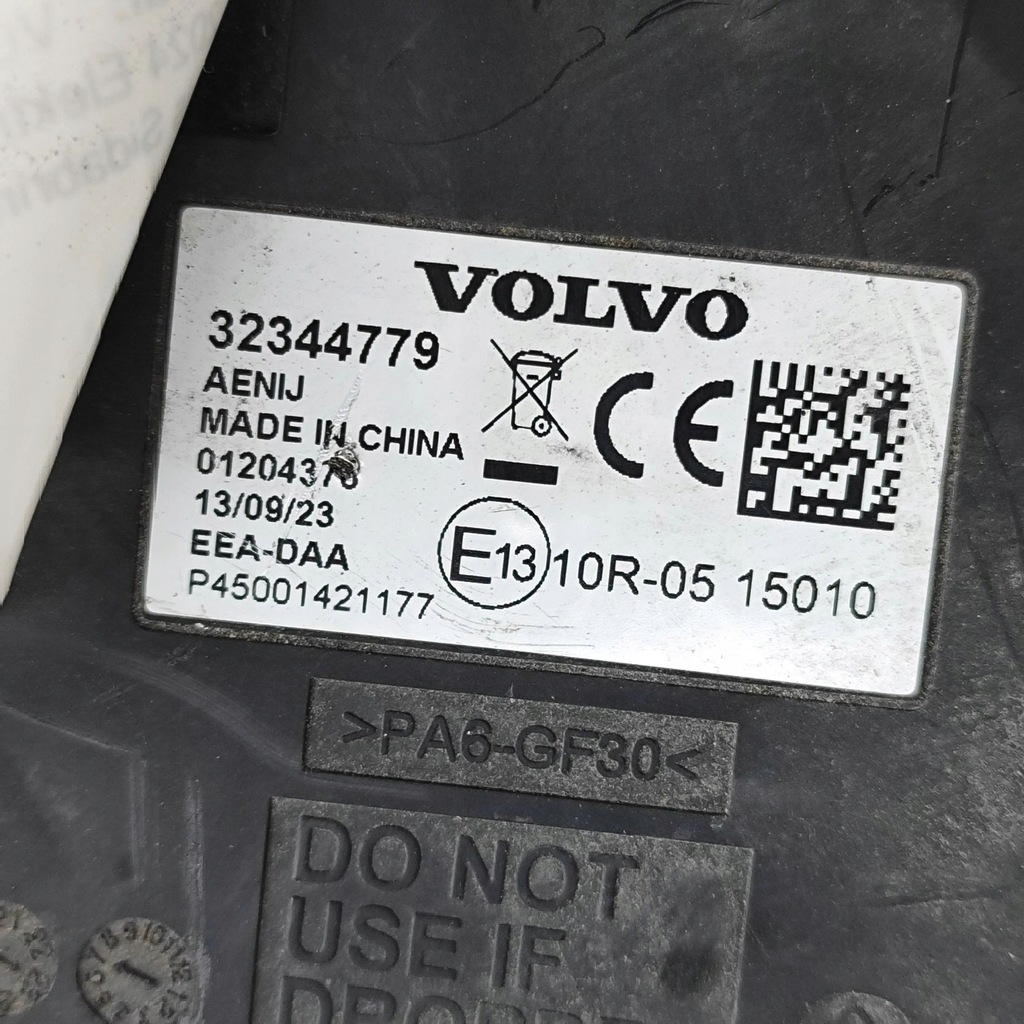 VOLVO
32344779
AENIJ
MADE IN CHINA
CE
13/09/23
EEA-DAA
P45001421177
E13 10R-05 15010
>PA6-GF30<
DO NOT
USE IF